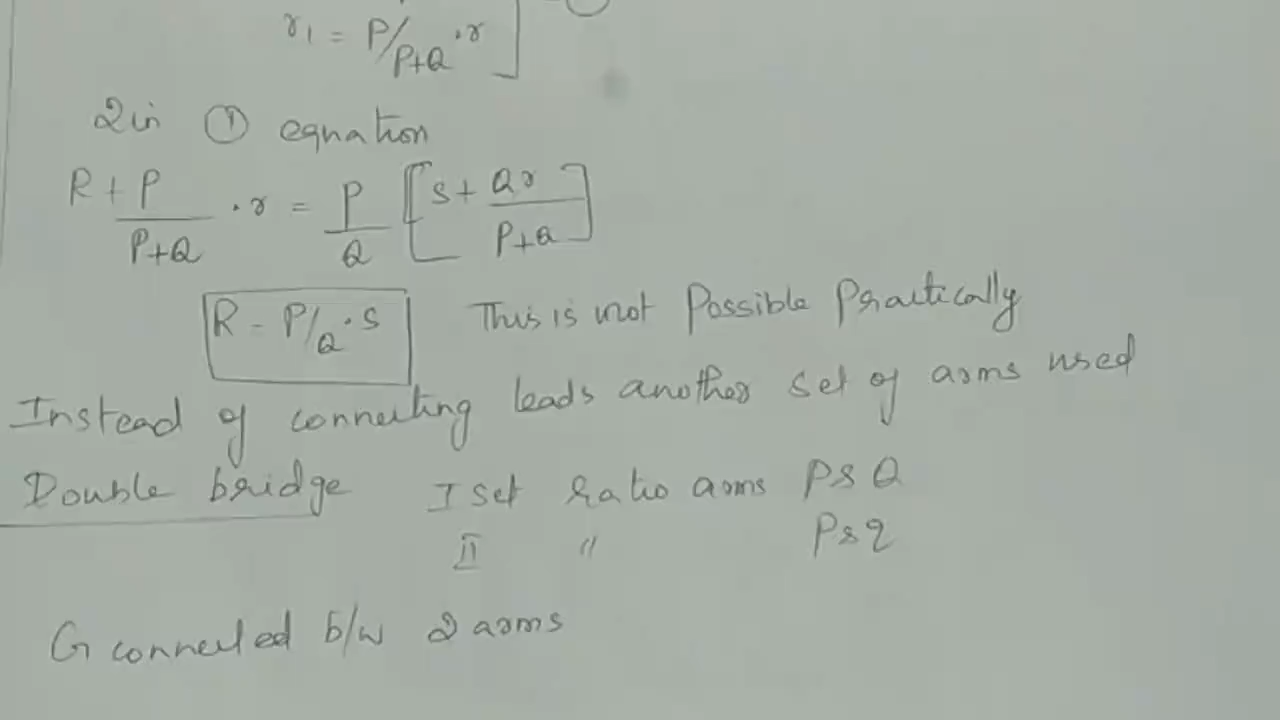 r₁ = P/P+Q · r ]
2 in ① equation
R + P/P+Q · r = P/Q [ S + Qr/P+Q ]
R = P/Q · S This is not Possible Practically
Instead of connecting leads another set of arms used
Double bridge I set ratio arms P & Q
II " P & q
G connected b/w 2 arms